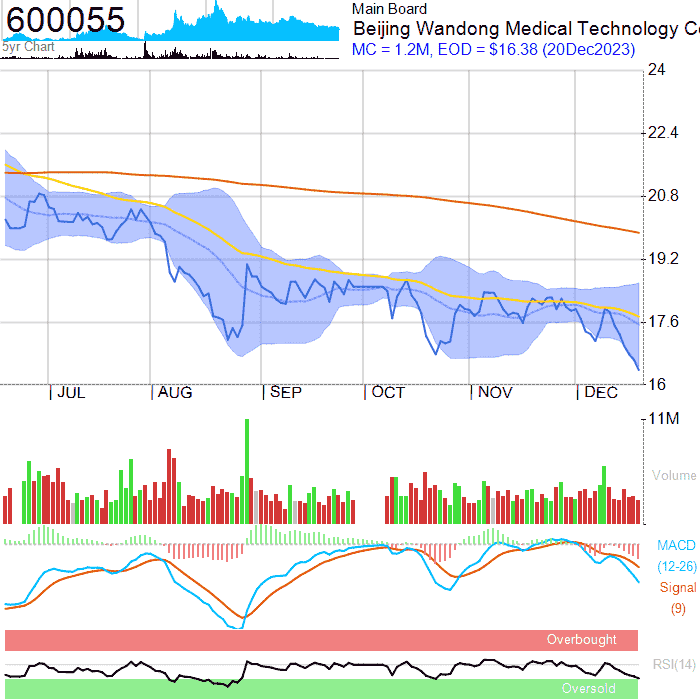 600055
5yr Chart
Main Board
Beijing Wandong Medical Technology C
MC = 1.2M, EOD = $16.38 (20Dec2023)
24
22.4
20.8
19.2
17.6
16
JUL AUG SEP OCT NOV DEC
11M
Volume
MACD
(12-26)
Signal
(9)
Overbought
RSI(14)
Oversold